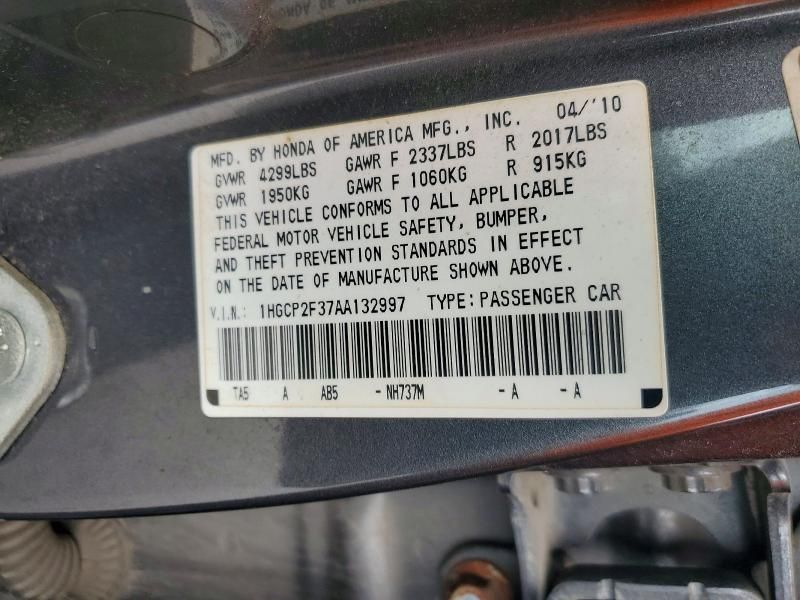 MFD. BY HONDA OF AMERICA MFG., INC. 04/'10
GVWR 4299LBS GAWR F 2337LBS R 2017LBS
GVWR 1950KG GAWR F 1060KG R 915KG
THIS VEHICLE CONFORMS TO ALL APPLICABLE
FEDERAL MOTOR VEHICLE SAFETY, BUMPER,
AND THEFT PREVENTION STANDARDS IN EFFECT
ON THE DATE OF MANUFACTURE SHOWN ABOVE.
V.I.N.: 1HGCP2F37AA132997 TYPE: PASSENGER CAR
TA5 A AB5 - NH737M - A - A